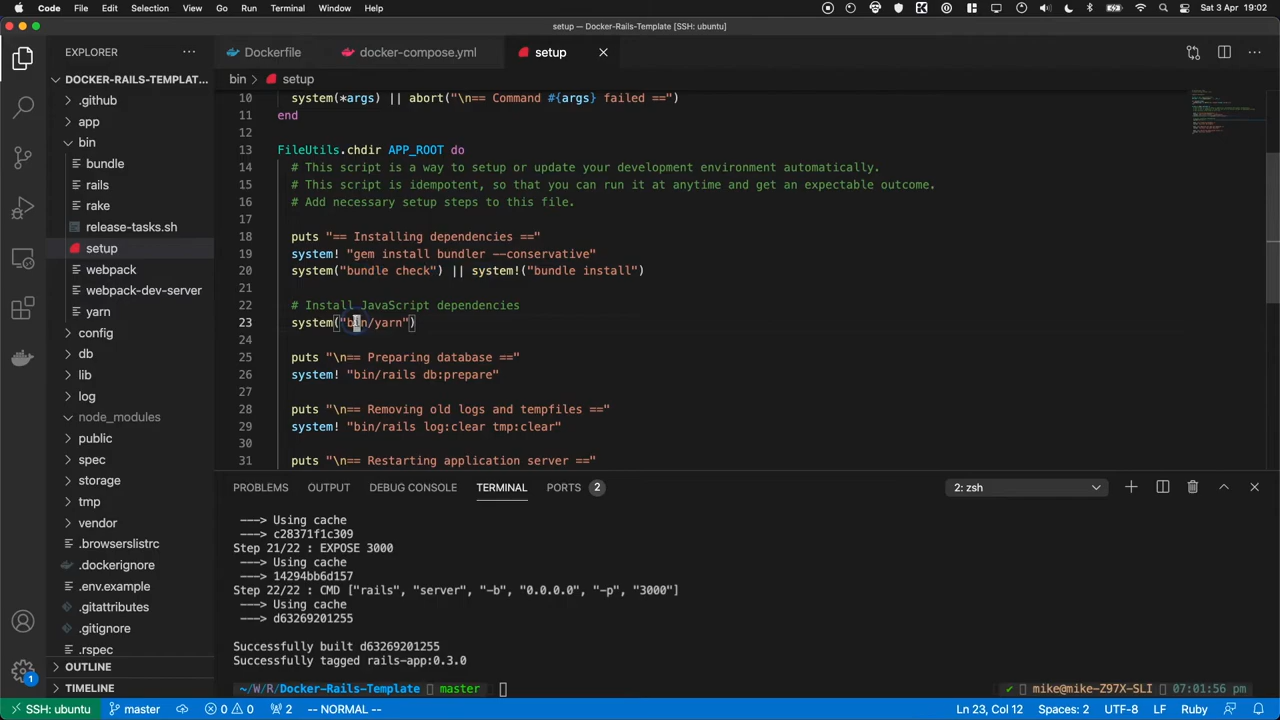 Code File Edit Selection View Go Run Terminal Window Help Sat 3 Apr 19:02
setup — Docker-Rails-Template [SSH: ubuntu]
EXPLORER
Dockerfile docker-compose.yml setup
DOCKER-RAILS-TEMPLAT...
bin > setup
.github
app
bin
bundle
rails
rake
release-tasks.sh
setup
webpack
webpack-dev-server
yarn
config
db
lib
log
node_modules
public
spec
storage
tmp
vendor
.browserslistrc
.dockerignore
.env.example
.gitattributes
.gitignore
.rspec
OUTLINE
TIMELINE
10 system(*args) || abort("\n== Command #{args} failed ==")
11 end
12
13 FileUtils.chdir APP_ROOT do
14 # This script is a way to setup or update your development environment automatically.
15 # This script is idempotent, so that you can run it at anytime and get an expectable outcome.
16 # Add necessary setup steps to this file.
17
18 puts "== Installing dependencies =="
19 system! "gem install bundler --conservative"
20 system("bundle check") || system!("bundle install")
21
22 # Install JavaScript dependencies
23 system("bin/yarn")
24
25 puts "\n== Preparing database =="
26 system! "bin/rails db:prepare"
27
28 puts "\n== Removing old logs and tempfiles =="
29 system! "bin/rails log:clear tmp:clear"
30
31 puts "\n== Restarting application server =="
PROBLEMS OUTPUT DEBUG CONSOLE TERMINAL PORTS 2 2: zsh
---> Using cache
---> c28371f1c309
Step 21/22 : EXPOSE 3000
---> Using cache
---> 14294bb6d157
Step 22/22 : CMD ["rails", "server", "-b", "0.0.0.0", "-p", "3000"]
---> Using cache
---> d63269201255
Successfully built d63269201255
Successfully tagged rails-app:0.3.0
~/W/R/Docker-Rails-Template master ✔ mike@mike-Z97X-SLI 07:01:56 pm
1
SSH: ubuntu master 0 0 2 -- NORMAL -- Ln 23, Col 12 Spaces: 2 UTF-8 LF Ruby